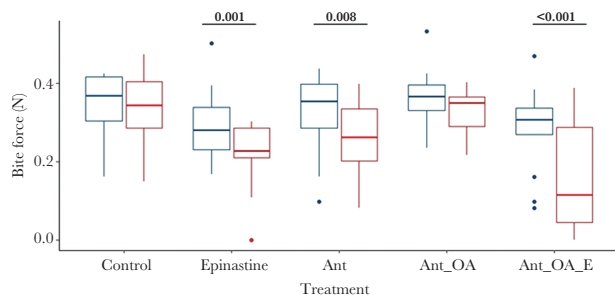 0.001 0.008 <0.001
Bite force (N)
0.4
0.2
0.0
Control Epinastine Ant Ant_OA Ant_OA_E
Treatment